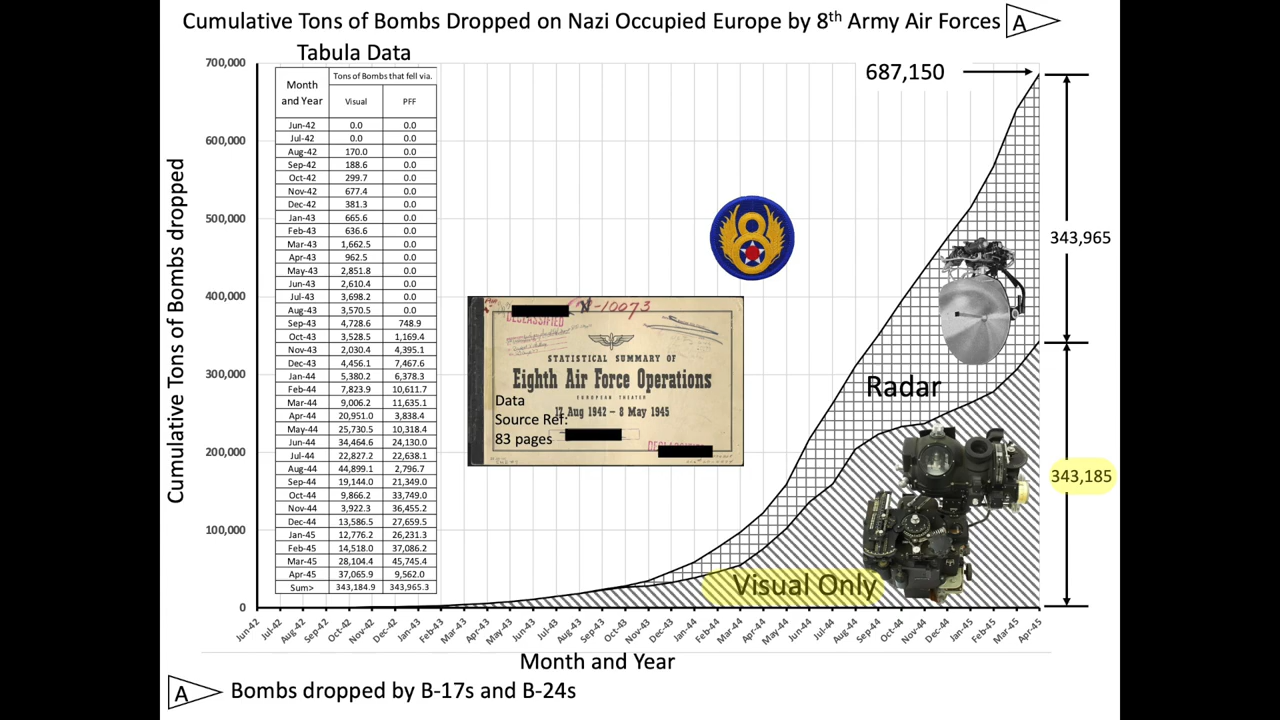 Cumulative Tons of Bombs Dropped on Nazi Occupied Europe by 8th Army Air Forces A
Tabula Data
Month and Year
Tons of Bombs that fell via.
Visual PFF
Jun-42 0.0 0.0
Jul-42 0.0 0.0
Aug-42 170.0 0.0
Sep-42 188.6 0.0
Oct-42 299.7 0.0
Nov-42 677.4 0.0
Dec-42 381.3 0.0
Jan-43 665.6 0.0
Feb-43 636.6 0.0
Mar-43 1,662.5 0.0
Apr-43 962.5 0.0
May-43 2,851.8 0.0
Jun-43 2,610.4 0.0
Jul-43 3,698.2 0.0
Aug-43 3,570.5 0.0
Sep-43 4,728.6 748.9
Oct-43 3,528.5 1,169.4
Nov-43 2,030.4 4,395.1
Dec-43 4,456.1 7,467.6
Jan-44 5,380.2 6,378.3
Feb-44 7,823.9 10,611.7
Mar-44 9,006.2 11,635.1
Apr-44 20,951.0 3,838.4
May-44 25,730.5 10,318.4
Jun-44 34,464.6 24,130.0
Jul-44 22,827.2 22,638.1
Aug-44 44,899.1 2,796.7
Sep-44 19,144.0 21,349.0
Oct-44 9,866.2 33,749.0
Nov-44 3,922.3 36,455.2
Dec-44 13,586.5 27,659.5
Jan-45 12,776.2 26,231.3
Feb-45 14,518.0 37,086.2
Mar-45 28,104.4 45,745.4
Apr-45 37,065.9 9,562.0
Sum> 343,184.9 343,965.3
Cumulative Tons of Bombs dropped
700,000
600,000
500,000
400,000
300,000
200,000
100,000
0
687,150
343,965
343,185
8
10073
DECLASSIFIED
STATISTICAL SUMMARY OF
Eighth Air Force Operations
EUROPEAN THEATER
17 Aug 1942 – 8 May 1945
Data
Source Ref:
83 pages
Radar
Visual Only
Jun-42 Jul-42 Aug-42 Sep-42 Oct-42 Nov-42 Dec-42 Jan-43 Feb-43 Mar-43 Apr-43 May-43 Jun-43 Jul-43 Aug-43 Sep-43 Oct-43 Nov-43 Dec-43 Jan-44 Feb-44 Mar-44 Apr-44 May-44 Jun-44 Jul-44 Aug-44 Sep-44 Oct-44 Nov-44 Dec-44 Jan-45 Feb-45 Mar-45 Apr-45
Month and Year
A Bombs dropped by B-17s and B-24s